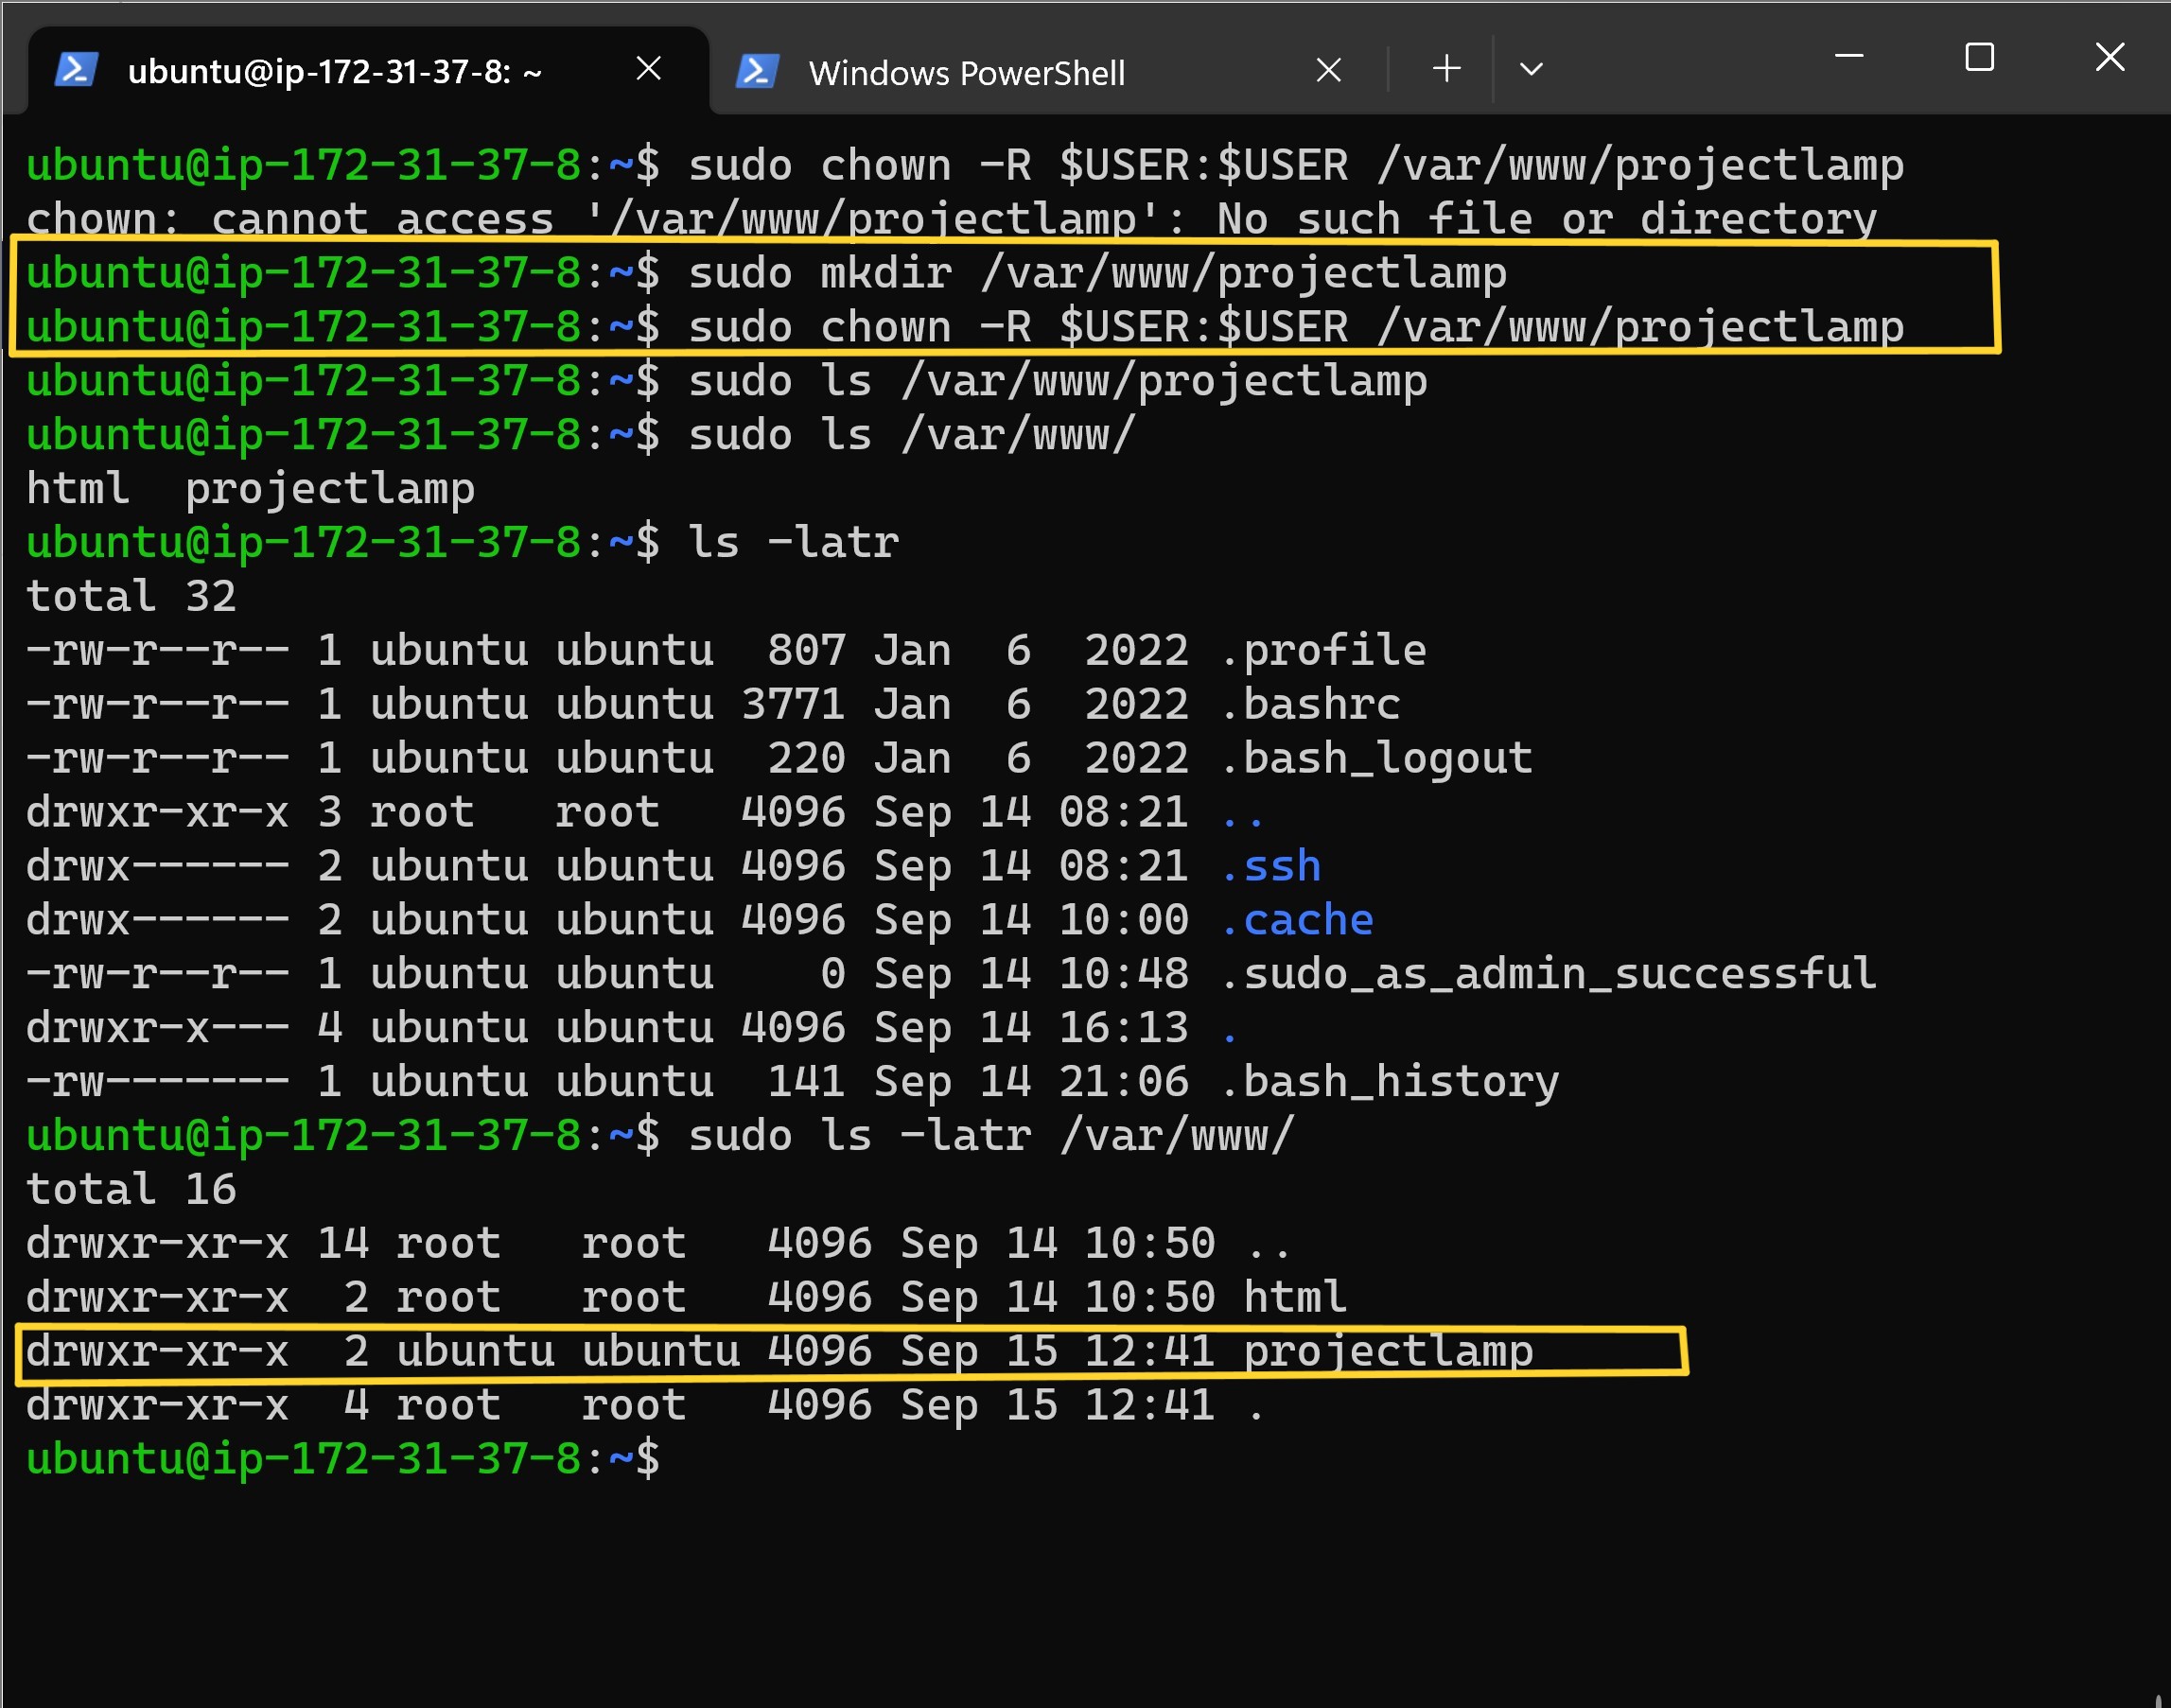 ubuntu@ip-172-31-37-8: ~
Windows PowerShell
ubuntu@ip-172-31-37-8:~$ sudo chown -R $USER:$USER /var/www/projectlamp
chown: cannot access '/var/www/projectlamp': No such file or directory
ubuntu@ip-172-31-37-8:~$ sudo mkdir /var/www/projectlamp
ubuntu@ip-172-31-37-8:~$ sudo chown -R $USER:$USER /var/www/projectlamp
ubuntu@ip-172-31-37-8:~$ sudo ls /var/www/projectlamp
ubuntu@ip-172-31-37-8:~$ sudo ls /var/www/
html  projectlamp
ubuntu@ip-172-31-37-8:~$ ls -latr
total 32
-rw-r--r-- 1 ubuntu ubuntu  807 Jan  6  2022 .profile
-rw-r--r-- 1 ubuntu ubuntu 3771 Jan  6  2022 .bashrc
-rw-r--r-- 1 ubuntu ubuntu  220 Jan  6  2022 .bash_logout
drwxr-xr-x 3 root   root   4096 Sep 14 08:21 ..
drwx------ 2 ubuntu ubuntu 4096 Sep 14 08:21 .ssh
drwx------ 2 ubuntu ubuntu 4096 Sep 14 10:00 .cache
-rw-r--r-- 1 ubuntu ubuntu    0 Sep 14 10:48 .sudo_as_admin_successful
drwxr-x--- 4 ubuntu ubuntu 4096 Sep 14 16:13 .
-rw------- 1 ubuntu ubuntu  141 Sep 14 21:06 .bash_history
ubuntu@ip-172-31-37-8:~$ sudo ls -latr /var/www/
total 16
drwxr-xr-x 14 root   root   4096 Sep 14 10:50 ..
drwxr-xr-x  2 root   root   4096 Sep 14 10:50 html
drwxr-xr-x  2 ubuntu ubuntu 4096 Sep 15 12:41 projectlamp
drwxr-xr-x  4 root   root   4096 Sep 15 12:41 .
ubuntu@ip-172-31-37-8:~$